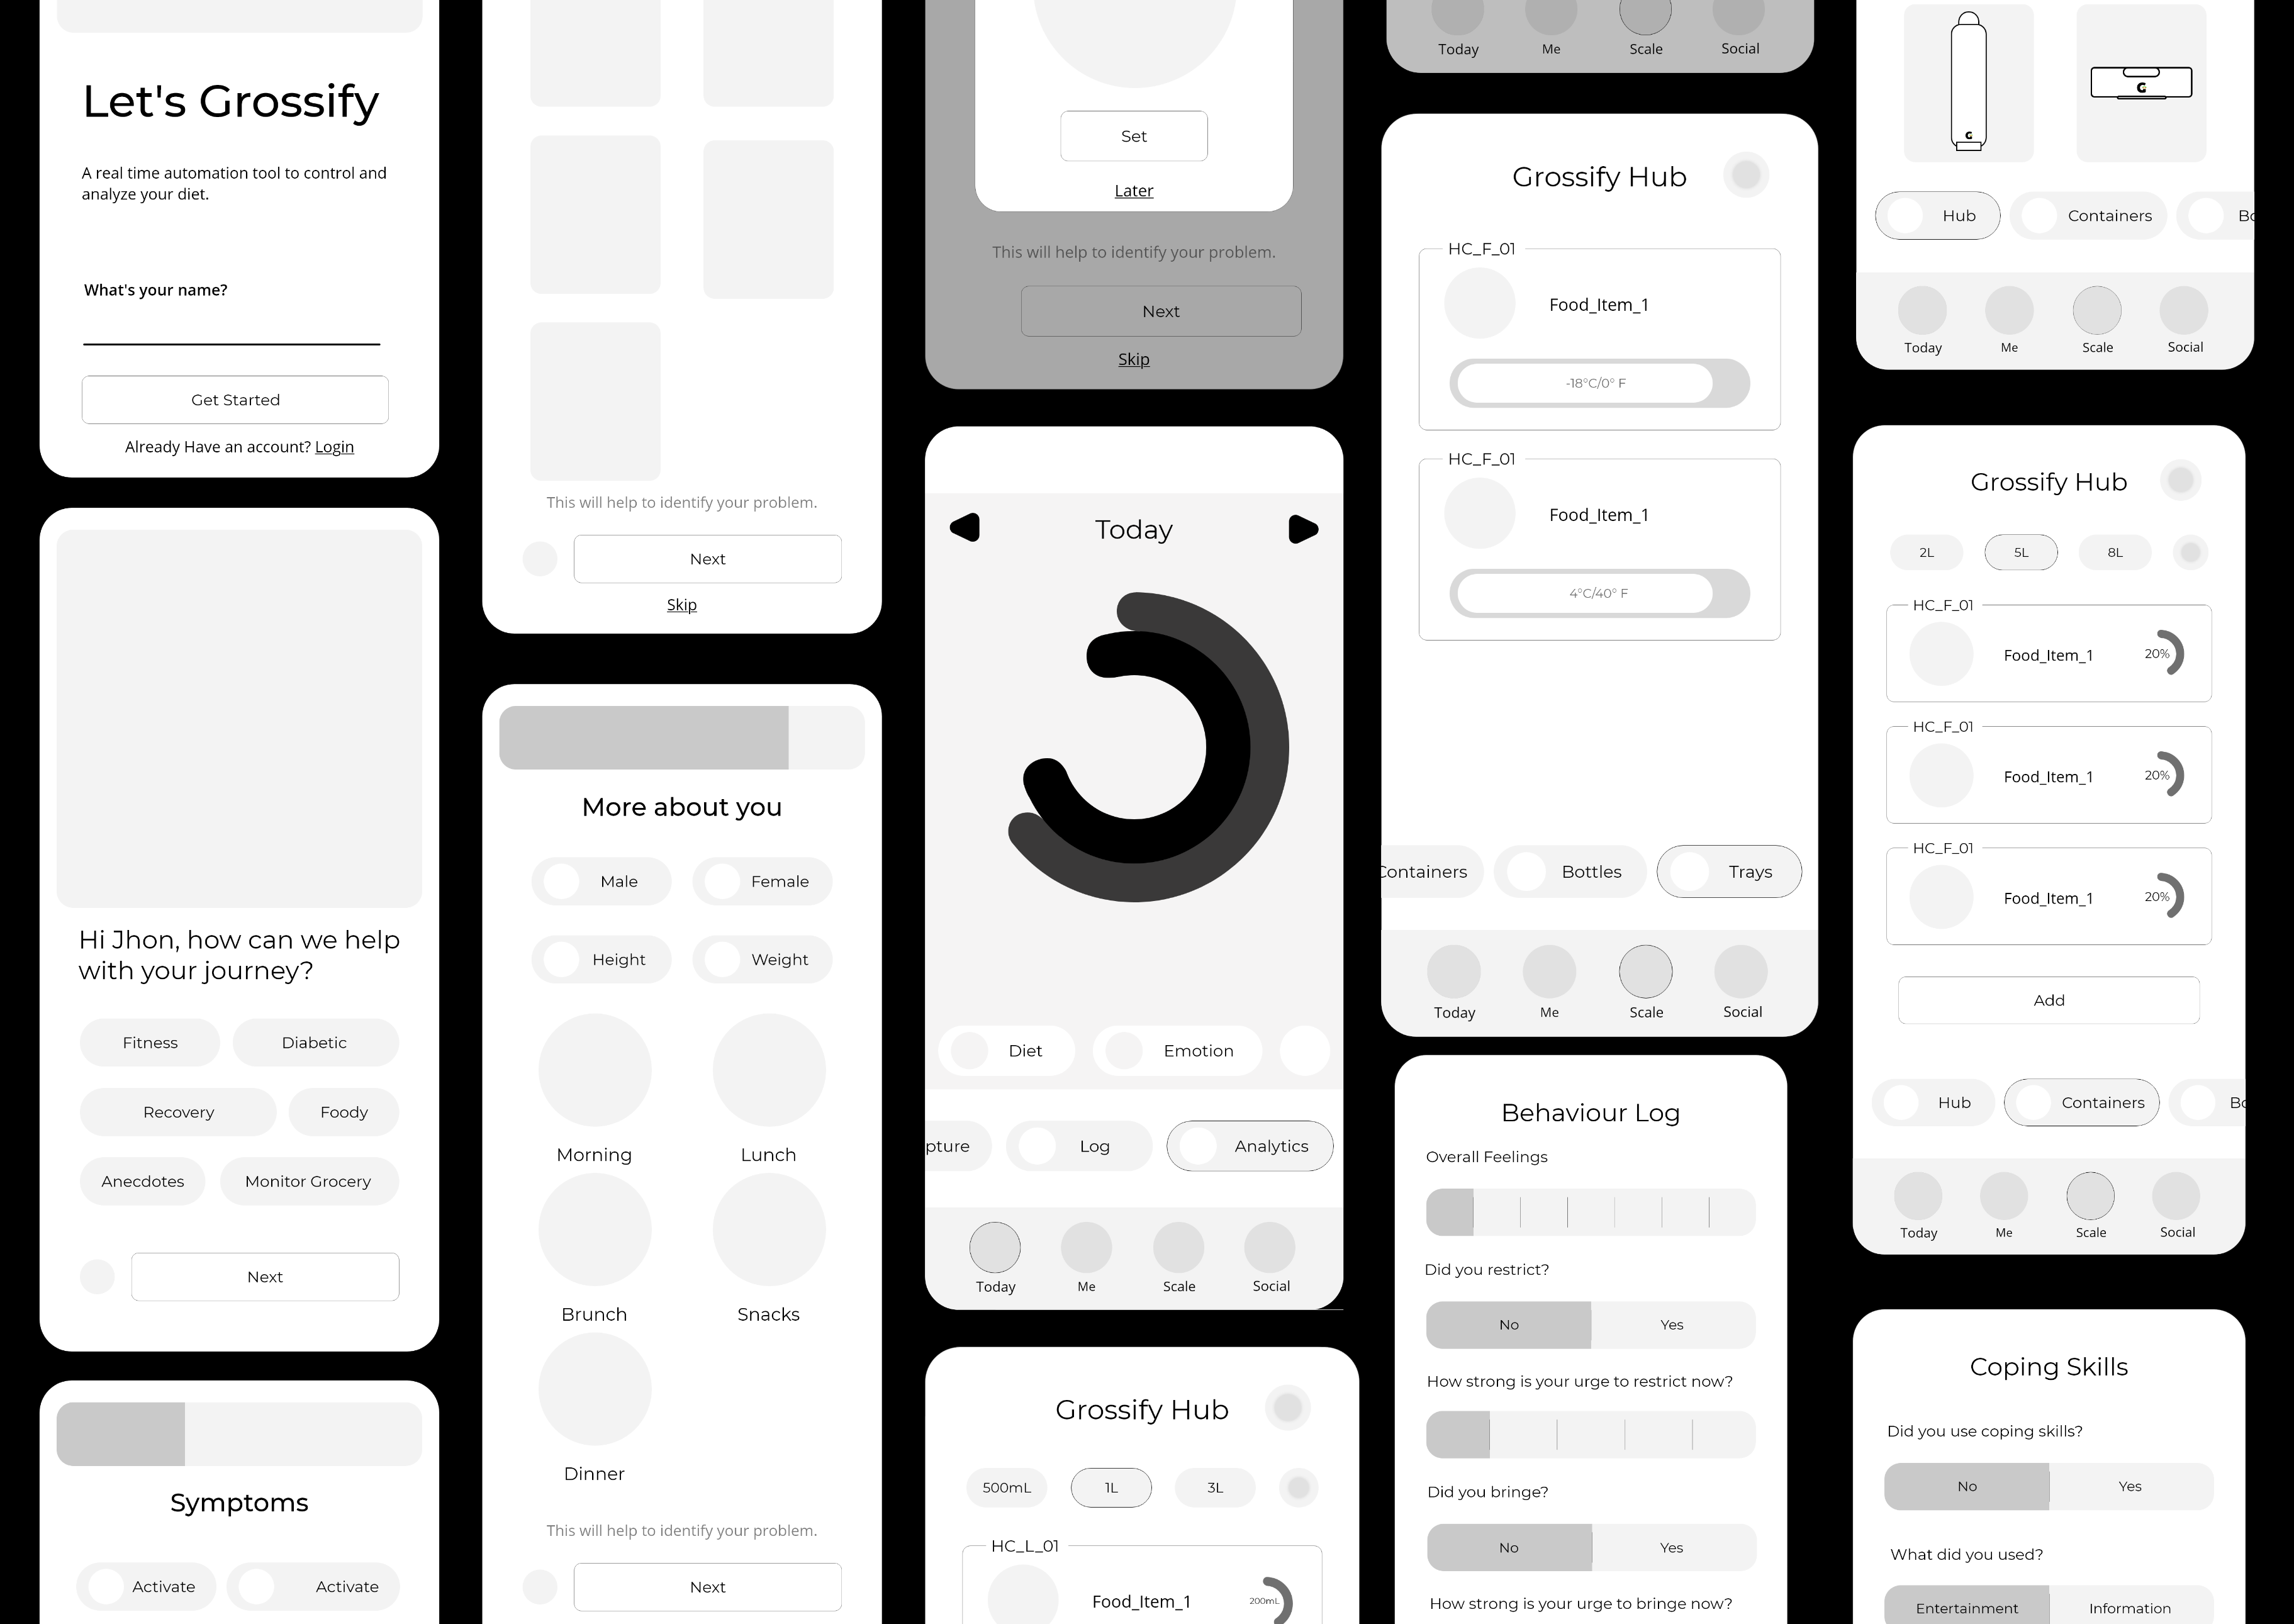 Let's Grossify
A real time automation tool to control and
analyze your diet.
What's your name?
Get Started
Already Have an account? Login
Hi Jhon, how can we help
with your journey?
Fitness
Diabetic
Recovery
Foody
Anecdotes
Monitor Grocery
Next
Symptoms
Activate
Activate
This will help to identify your problem.
Next
Skip
More about you
Male
Female
Height
Weight
Morning
Lunch
Brunch
Snacks
Dinner
This will help to identify your problem.
Next
Set
Later
This will help to identify your problem.
Next
Skip
Today
Diet
Emotion
pture
Log
Analytics
Today
Me
Scale
Social
Grossify Hub
500mL
1L
3L
HC_L_01
Food_Item_1
200mL
Today
Me
Scale
Social
Grossify Hub
HC_F_01
Food_Item_1
-18°C/0° F
HC_F_01
Food_Item_1
4°C/40° F
Containers
Bottles
Trays
Today
Me
Scale
Social
Behaviour Log
Overall Feelings
Did you restrict?
No
Yes
How strong is your urge to restrict now?
Did you bringe?
No
Yes
How strong is your urge to bringe now?
G
G
Hub
Containers
Bo
Today
Me
Scale
Social
Grossify Hub
2L
5L
8L
HC_F_01
Food_Item_1
20%
HC_F_01
Food_Item_1
20%
HC_F_01
Food_Item_1
20%
Add
Hub
Containers
Bo
Today
Me
Scale
Social
Coping Skills
Did you use coping skills?
No
Yes
What did you used?
Entertainment
Information